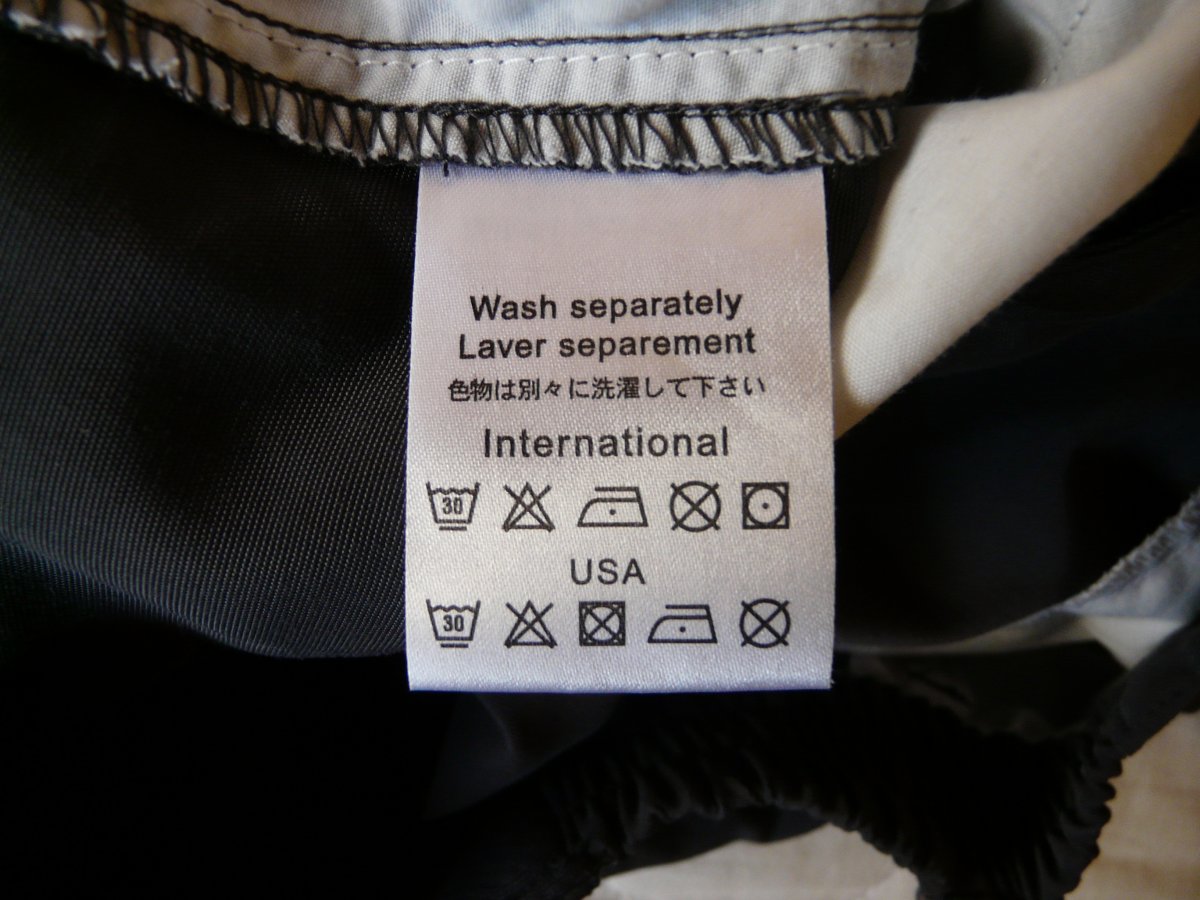 Wash separately
Laver separement
色物は別々に洗濯して下さい
International
30
USA
30